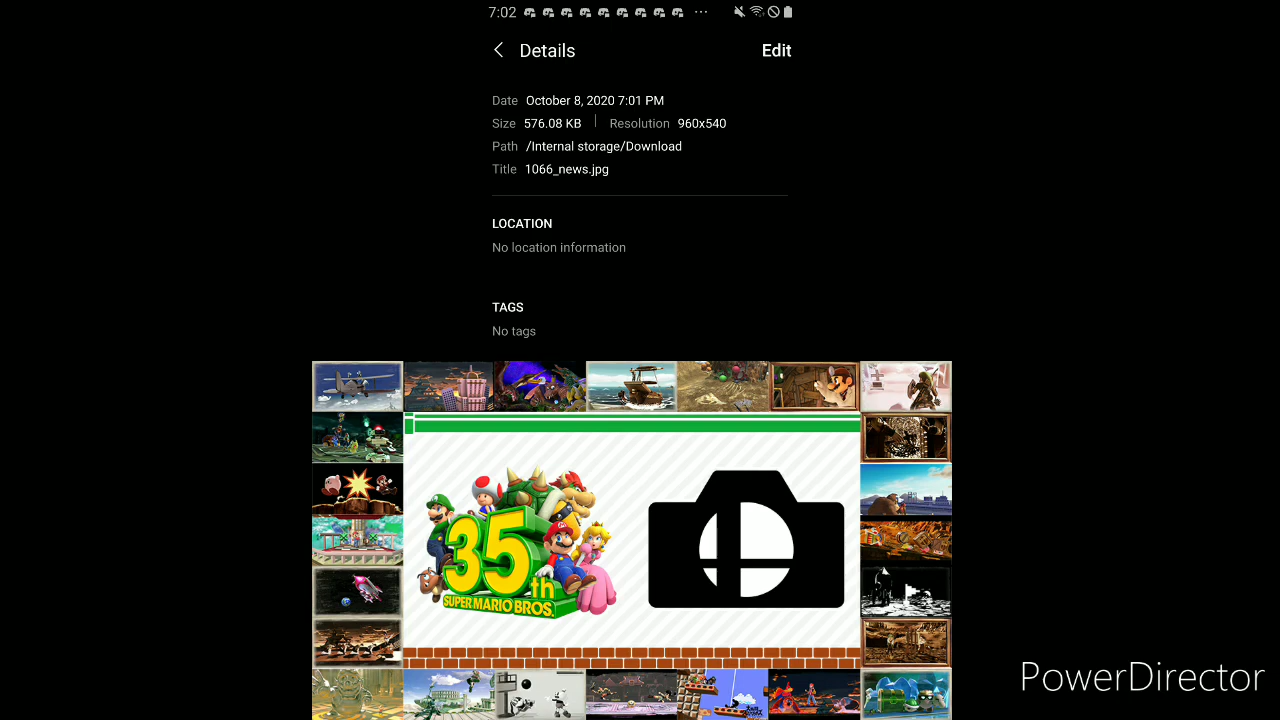 7:02
Details
Edit
Date October 8, 2020 7:01 PM
Size 576.08 KB Resolution 960x540
Path /Internal storage/Download
Title 1066_news.jpg
LOCATION
No location information
TAGS
No tags
35th
SUPER MARIO BROS.
PowerDirector